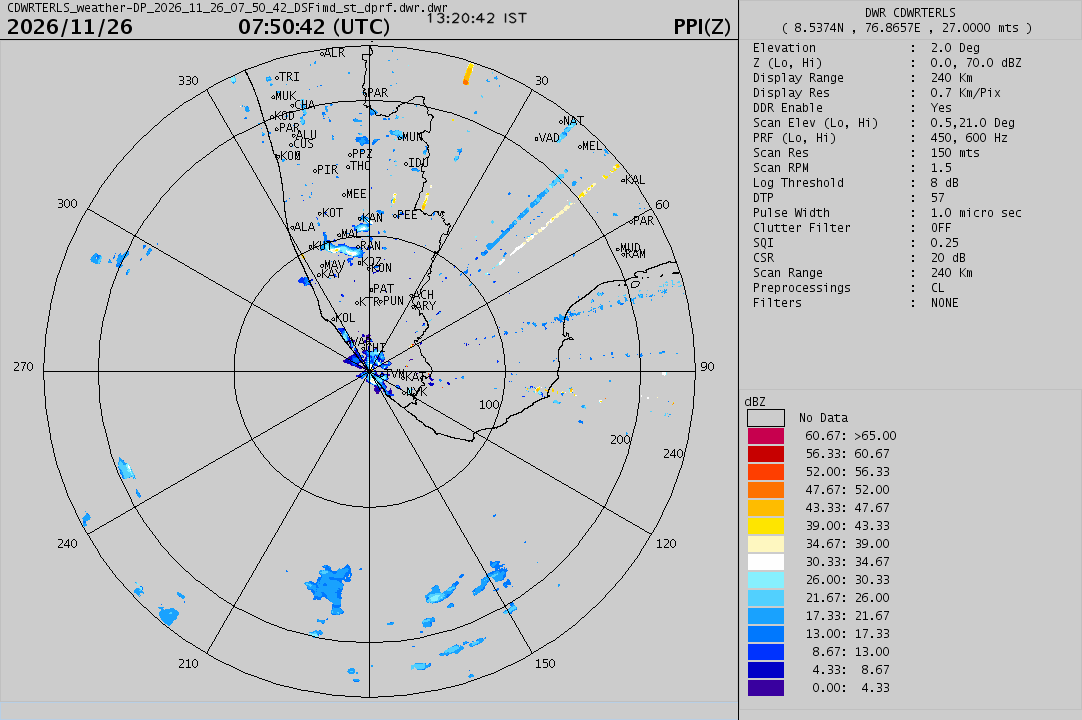 CDWRTERLS_weather-DP_2026_11_26_07_50_42_DSFimd_st_dprf.dwr.dwr
13:20:42 IST
2026/11/26 07:50:42 (UTC) PPI(Z)
DWR CDWRTERLS
( 8.5374N , 76.8657E , 27.0000 mts )
Elevation : 2.0 Deg
Z (Lo, Hi) : 0.0, 70.0 dBZ
Display Range : 240 Km
Display Res : 0.7 Km/Pix
DDR Enable : Yes
Scan Elev (Lo, Hi) : 0.5,21.0 Deg
PRF (Lo, Hi) : 450, 600 Hz
Scan Res : 150 mts
Scan RPM : 1.5
Log Threshold : 8 dB
DTP : 57
Pulse Width : 1.0 micro sec
Clutter Filter : OFF
SQI : 0.25
CSR : 20 dB
Scan Range : 240 Km
Preprocessings : CL
Filters : NONE
dBZ
No Data
60.67: >65.00
56.33: 60.67
52.00: 56.33
47.67: 52.00
43.33: 47.67
39.00: 43.33
34.67: 39.00
30.33: 34.67
26.00: 30.33
21.67: 26.00
17.33: 21.67
13.00: 17.33
8.67: 13.00
4.33: 8.67
0.00: 4.33
ALR
330 TRI 30
MUK PAR
CHA
KOD NAT
PAR
ALU MUN VAD
CUS MEL
KOM PPZ
THO IDU
PIR KAL
MEE
300 60
KOT KAN PEE
ALA PAR
MAL
RAN MUD
RAM
KOZ
MAV KON
KAY
PAT ACH
KTR PUN ARY
KOL
VAR
270 90
KAT
NYK
100
200
240
240 120
210 150